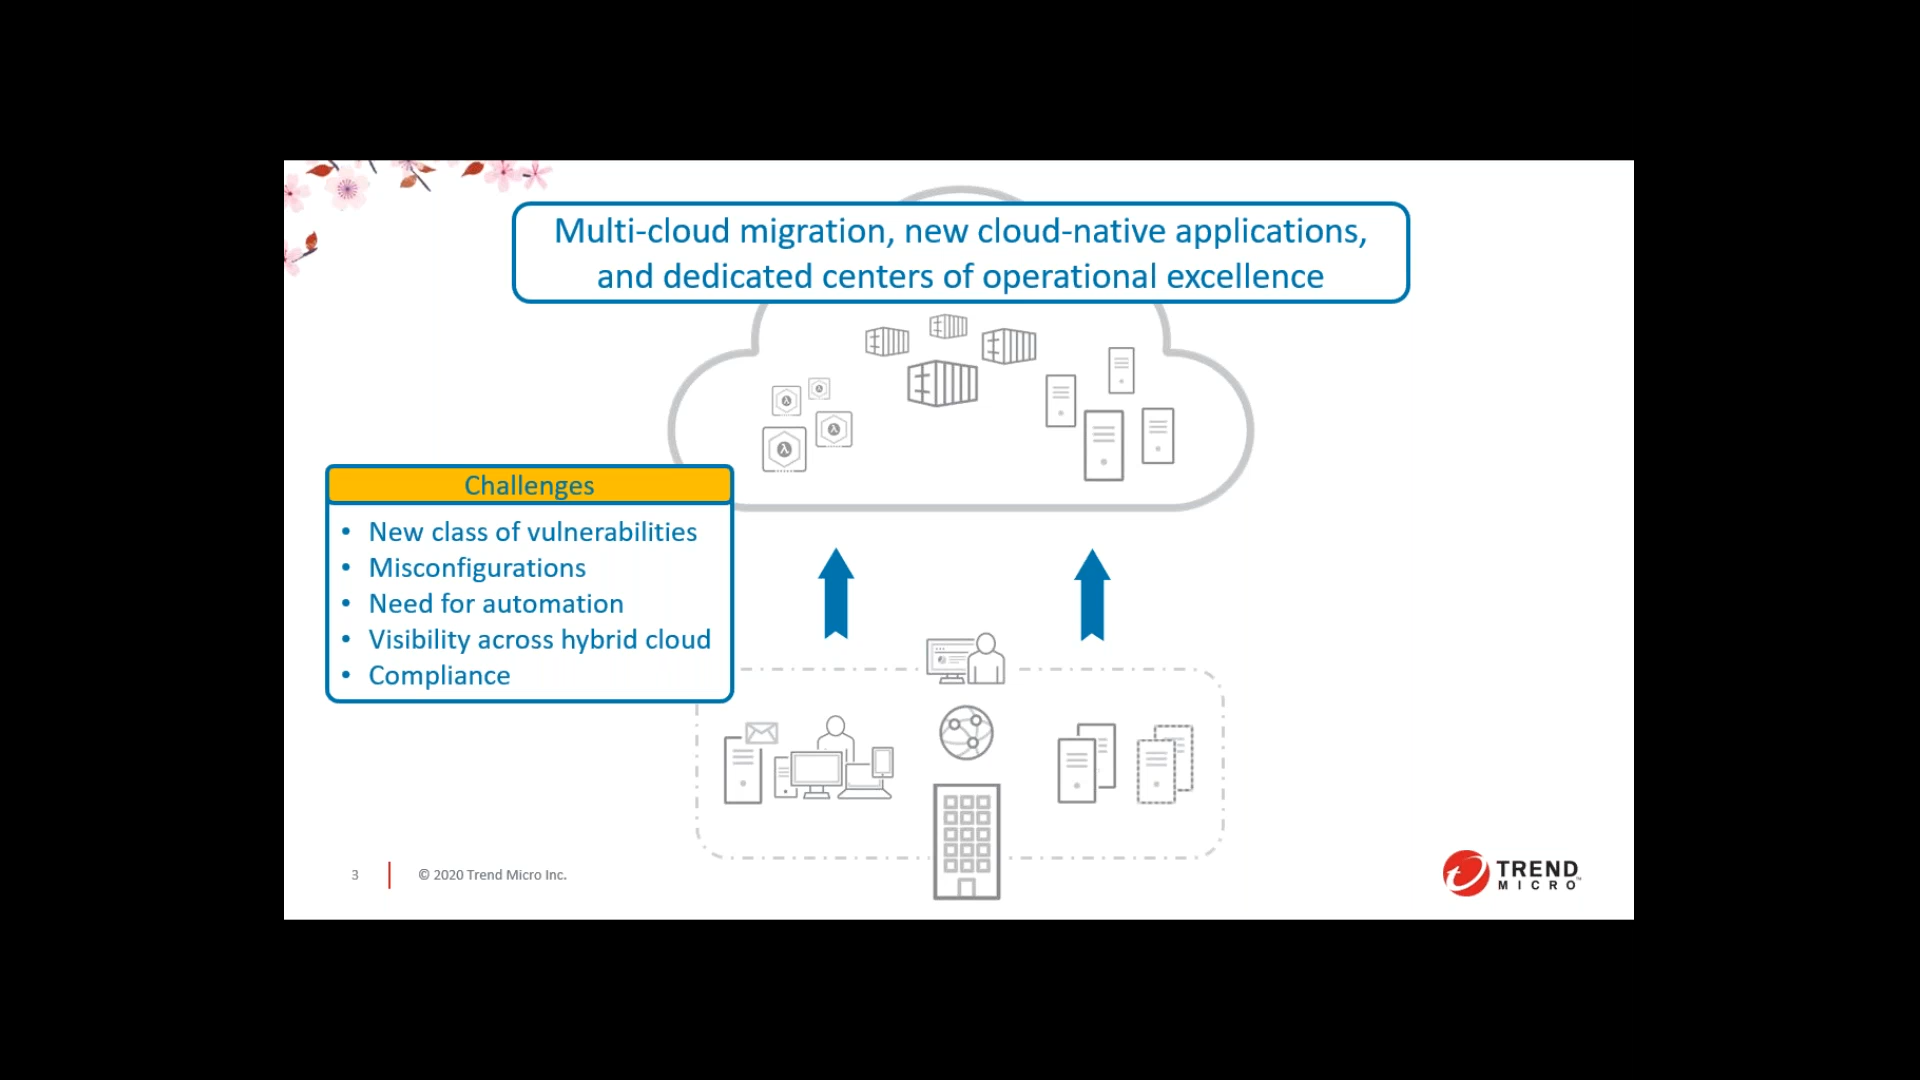 Multi-cloud migration, new cloud-native applications,
and dedicated centers of operational excellence
Challenges
• New class of vulnerabilities
• Misconfigurations
• Need for automation
• Visibility across hybrid cloud
• Compliance
3
© 2020 Trend Micro Inc.
TREND
MICRO™